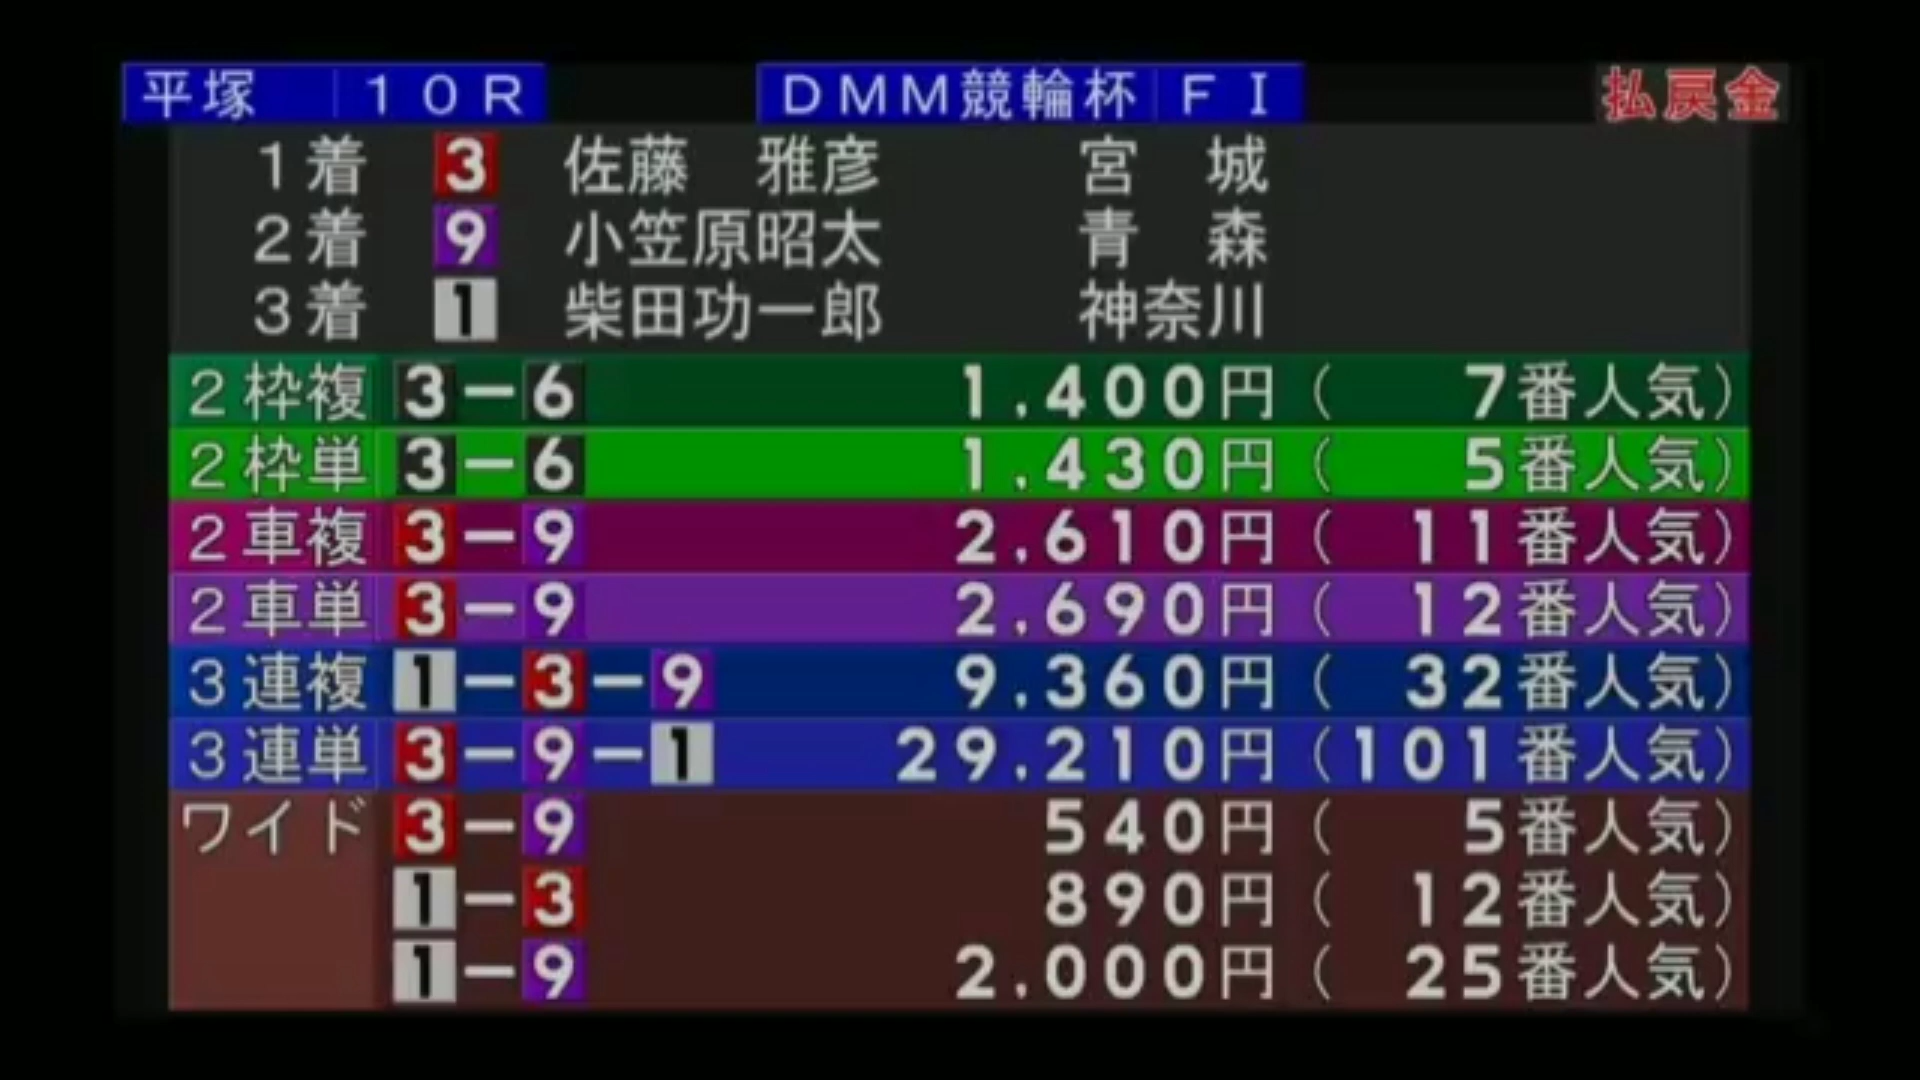 平塚 10R DMM競輪杯 FⅠ 払戻金
1着 3 佐藤 雅彦 宮 城
2着 9 小笠原昭太 青 森
3着 1 柴田功一郎 神奈川
2枠複 3-6 1,400円( 7番人気)
2枠単 3-6 1,430円( 5番人気)
2車複 3-9 2,610円( 11番人気)
2車単 3-9 2,690円( 12番人気)
3連複 1-3-9 9,360円( 32番人気)
3連単 3-9-1 29,210円(101番人気)
ワイド 3-9 540円( 5番人気)
1-3 890円( 12番人気)
1-9 2,000円( 25番人気)